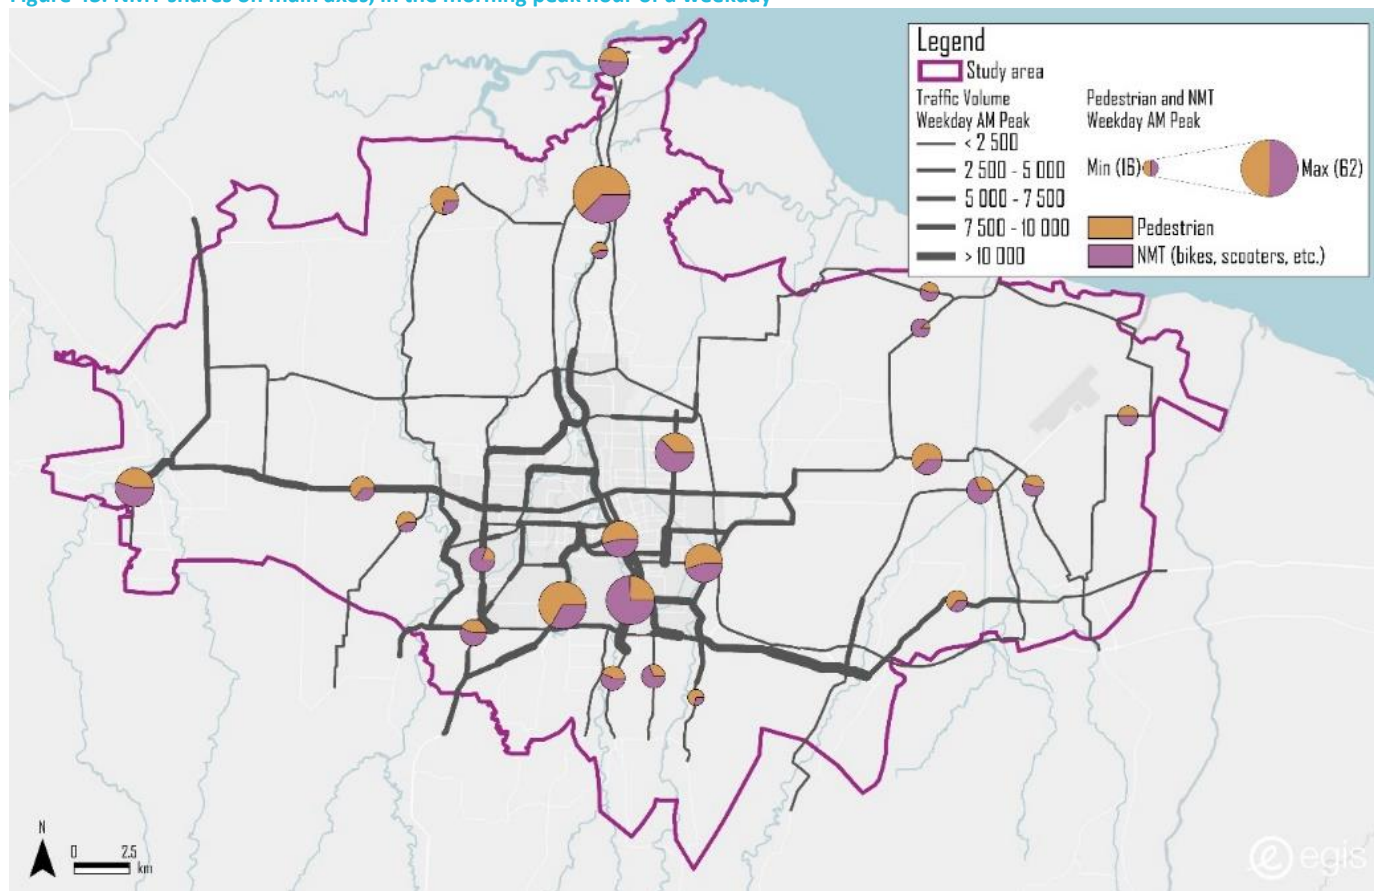 Figure 48: NMT shares on main axes, in the morning peak hour of a weekday
Legend
Study area
Traffic Volume
Weekday AM Peak
< 2 500
2 500 - 5 000
5 000 - 7 500
7 500 - 10 000
> 10 000
Pedestrian and NMT
Weekday AM Peak
Min (16)
Max (62)
Pedestrian
NMT (bikes, scooters, etc.)
N
0 2.5
km
egis